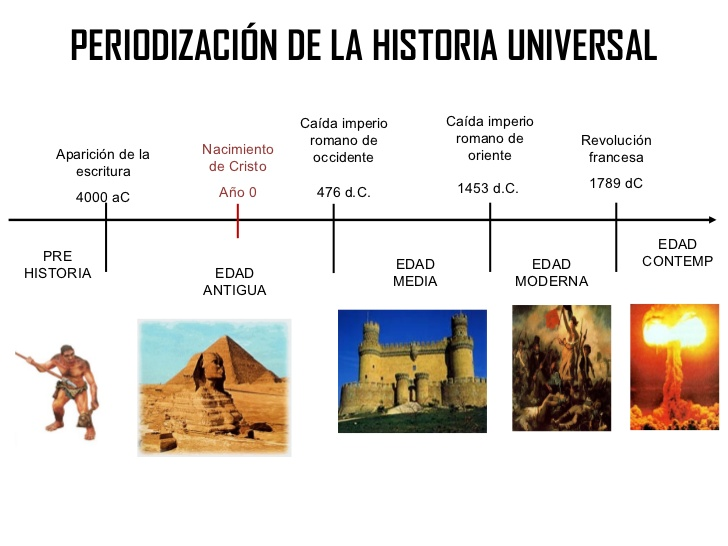 PERIODIZACIÓN DE LA HISTORIA UNIVERSAL
Aparición de la
escritura
4000 aC
Nacimiento
de Cristo
Año 0
Caída imperio
romano de
occidente
476 d.C.
Caída imperio
romano de
oriente
1453 d.C.
Revolución
francesa
1789 dC
PRE
HISTORIA
EDAD
ANTIGUA
EDAD
MEDIA
EDAD
MODERNA
EDAD
CONTEMP